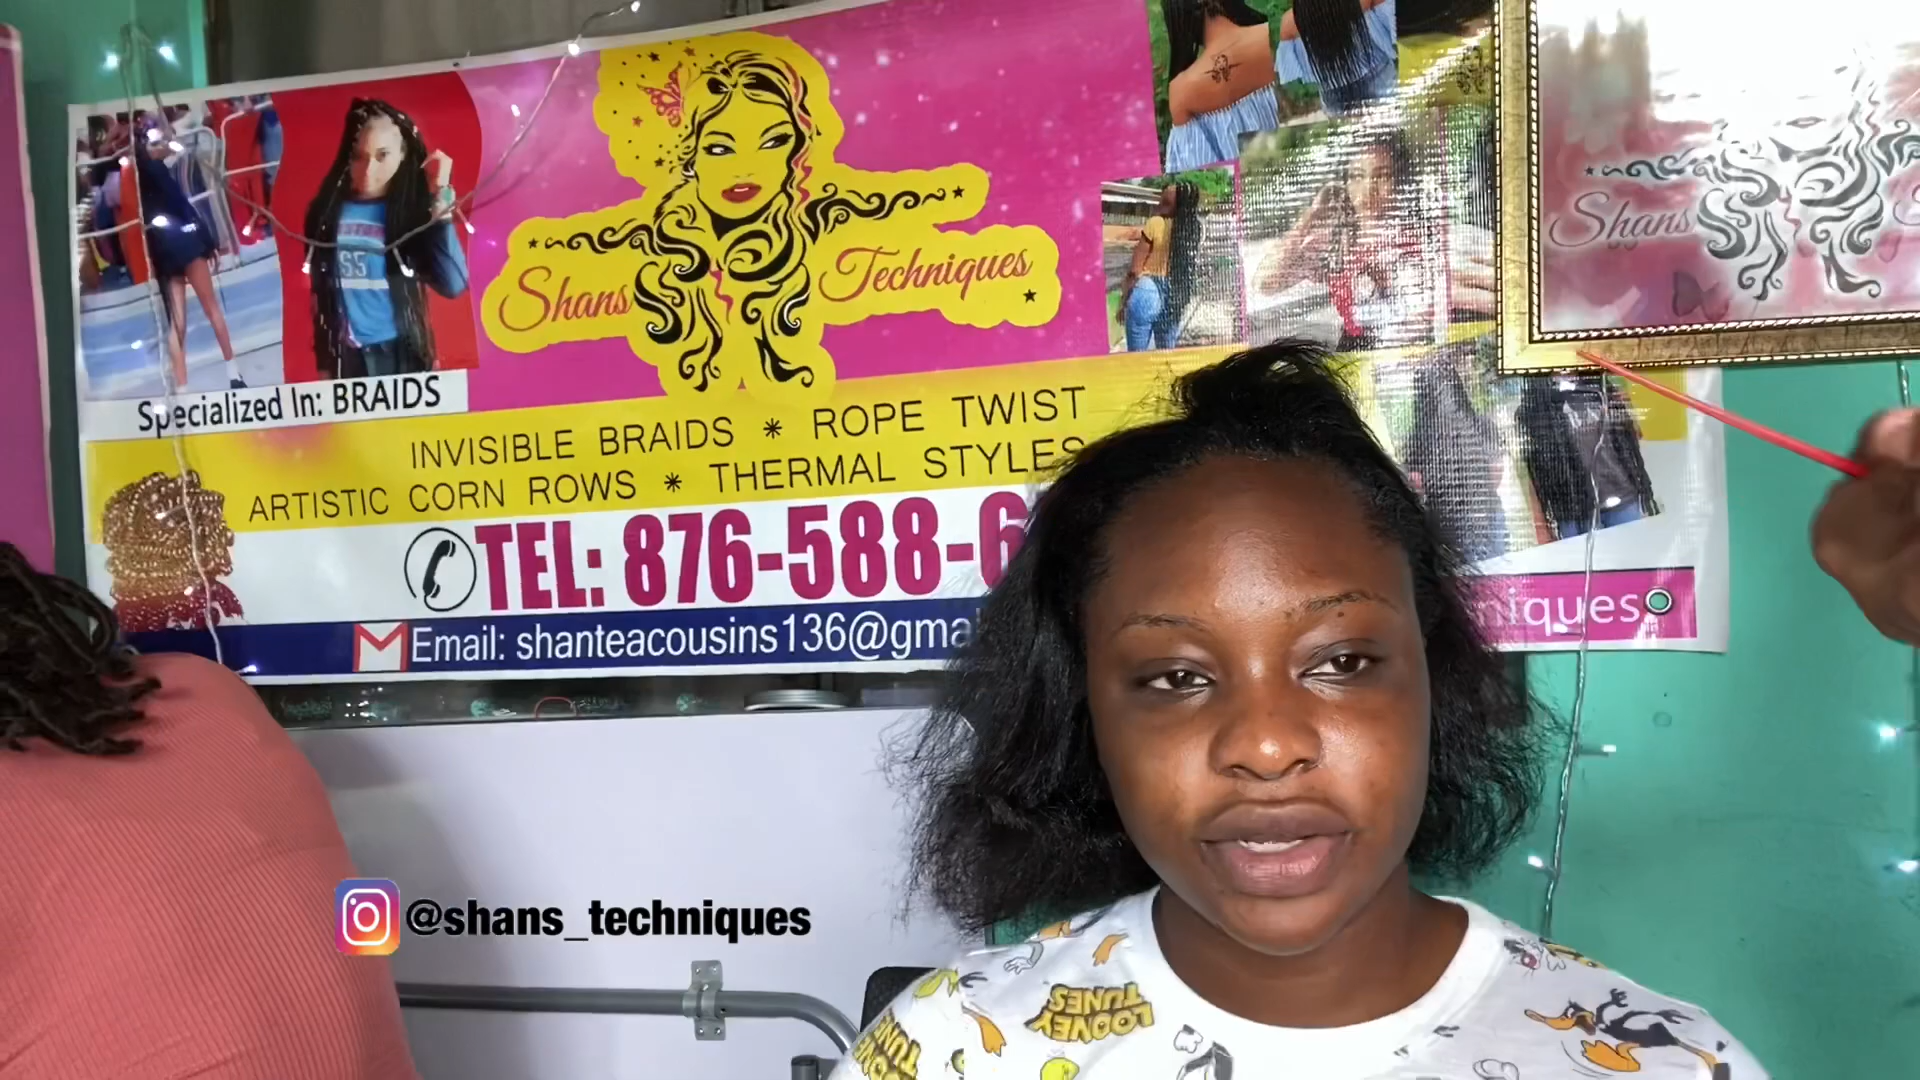 Shans Techniques
Shans
Specialized In: BRAIDS
INVISIBLE BRAIDS * ROPE TWIST
ARTISTIC CORN ROWS * THERMAL STYLES
TEL: 876-588-6
Email: shanteacousins136@gma
niques
@shans_techniques
LOONEY TUNES